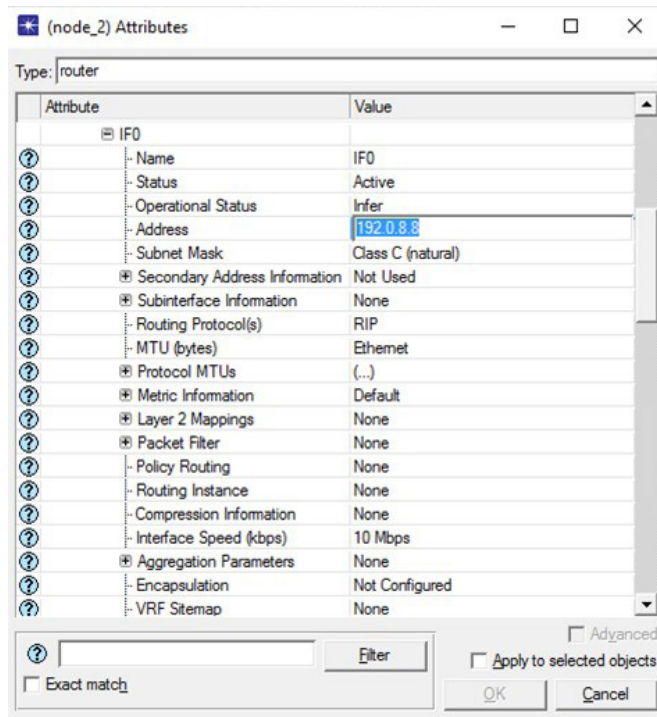 (node_2) Attributes
Type: router
Attribute Value
IF0
Name IF0
Status Active
Operational Status Infer
Address 192.0.8.8
Subnet Mask Class C (natural)
Secondary Address Information Not Used
Subinterface Information None
Routing Protocol(s) RIP
MTU (bytes) Ethernet
Protocol MTUs (...)
Metric Information Default
Layer 2 Mappings None
Packet Filter None
Policy Routing None
Routing Instance None
Compression Information None
Interface Speed (kbps) 10 Mbps
Aggregation Parameters None
Encapsulation Not Configured
VRF Sitemap None
Advanced
Filter
Apply to selected objects
Exact match
OK Cancel